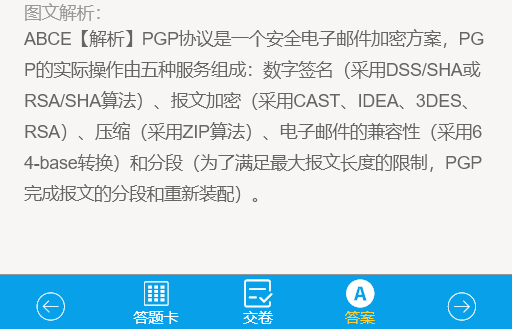 图文解析：
ABCE【解析】PGP协议是一个安全电子邮件加密方案，PG
P的实际操作由五种服务组成：数字签名（采用DSS/SHA或
RSA/SHA算法）、报文加密（采用CAST、IDEA、3DES、
RSA）、压缩（采用ZIP算法）、电子邮件的兼容性（采用6
4-base转换）和分段（为了满足最大报文长度的限制，PGP
完成报文的分段和重新装配）。
A
答题卡 交卷 答案